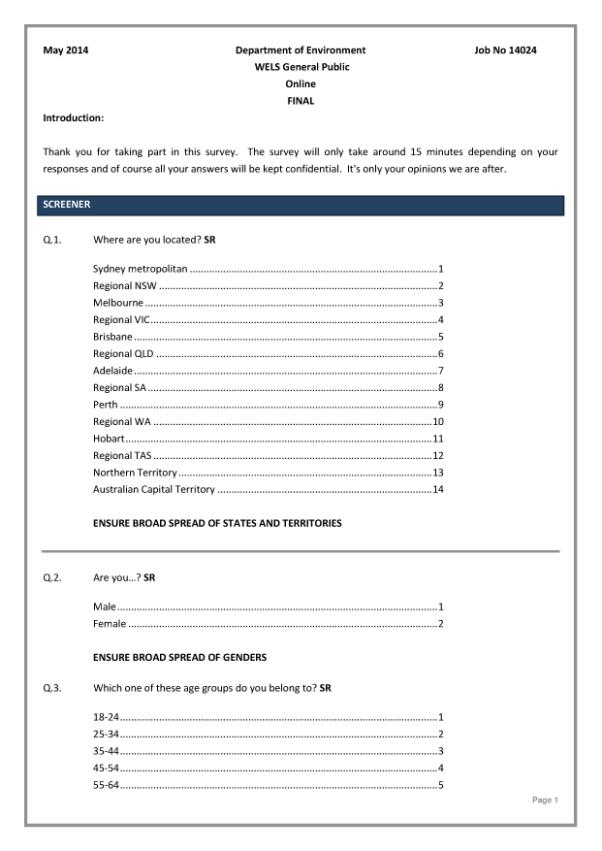 May 2014 Department of Environment Job No 14024
WELS General Public
Online
FINAL
Introduction:
Thank you for taking part in this survey. The survey will only take around 15 minutes depending on your
responses and of course all your answers will be kept confidential. It's only your opinions we are after.
SCREENER
Q.1. Where are you located? SR
Sydney metropolitan ..................................................................................1
Regional NSW ..................................................................................2
Melbourne ..................................................................................3
Regional VIC ..................................................................................4
Brisbane ..................................................................................5
Regional QLD ..................................................................................6
Adelaide ..................................................................................7
Regional SA ..................................................................................8
Perth ..................................................................................9
Regional WA ..................................................................................10
Hobart ..................................................................................11
Regional TAS ..................................................................................12
Northern Territory ..................................................................................13
Australian Capital Territory ..................................................................................14
ENSURE BROAD SPREAD OF STATES AND TERRITORIES
Q.2. Are you…? SR
Male ..................................................................................1
Female ..................................................................................2
ENSURE BROAD SPREAD OF GENDERS
Q.3. Which one of these age groups do you belong to? SR
18-24 ..................................................................................1
25-34 ..................................................................................2
35-44 ..................................................................................3
45-54 ..................................................................................4
55-64 ..................................................................................5
Page 1